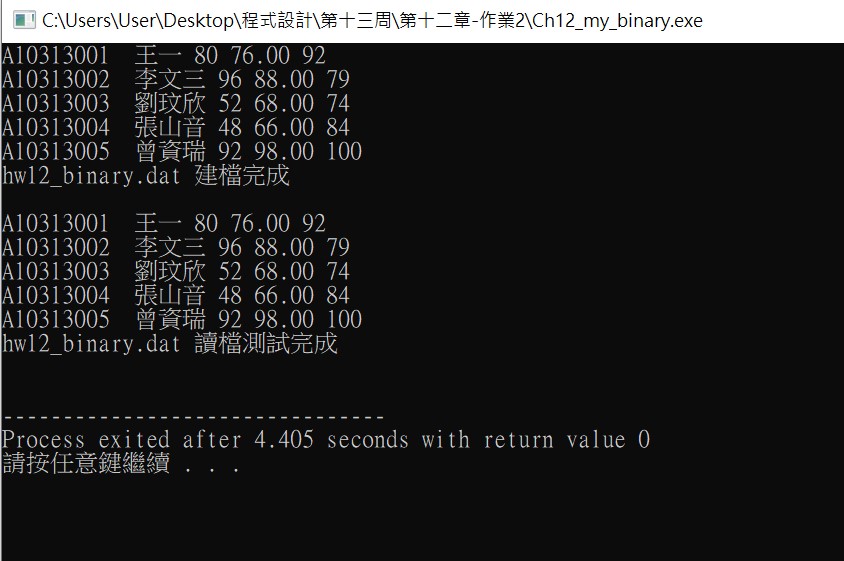 C:\Users\User\Desktop\程式設計\第十三周\第十二章-作業2\Ch12_my_binary.exe
A10313001  王一 80 76.00 92
A10313002  李文三 96 88.00 79
A10313003  劉玟欣 52 68.00 74
A10313004  張山音 48 66.00 84
A10313005  曾資瑞 92 98.00 100
hw12_binary.dat 建檔完成
A10313001  王一 80 76.00 92
A10313002  李文三 96 88.00 79
A10313003  劉玟欣 52 68.00 74
A10313004  張山音 48 66.00 84
A10313005  曾資瑞 92 98.00 100
hw12_binary.dat 讀檔測試完成
--------------------------------
Process exited after 4.405 seconds with return value 0
請按任意鍵繼續 . . .